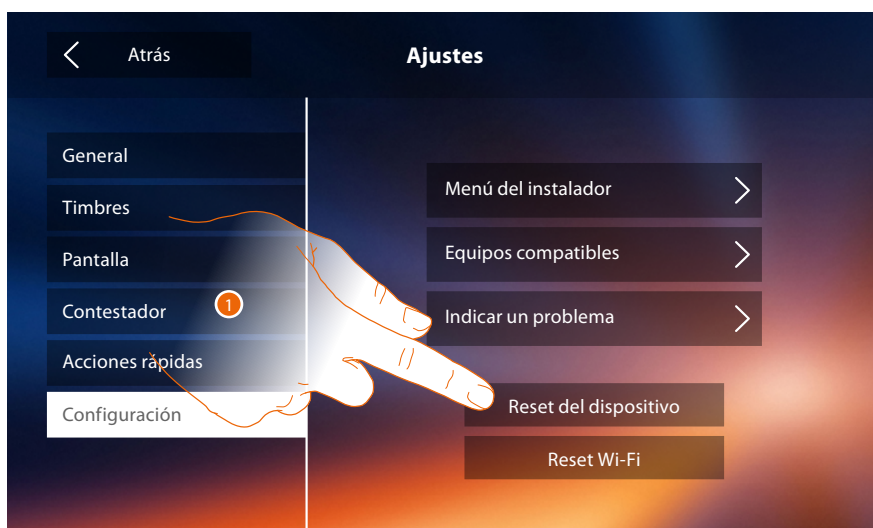 Atrás
Ajustes
General
Timbres
Pantalla
Contestador
1
Acciones ràpidas
Configuración
Menú del instalador
Equipos compatibles
Indicar un problema
Reset del dispositivo
Reset Wi-Fi